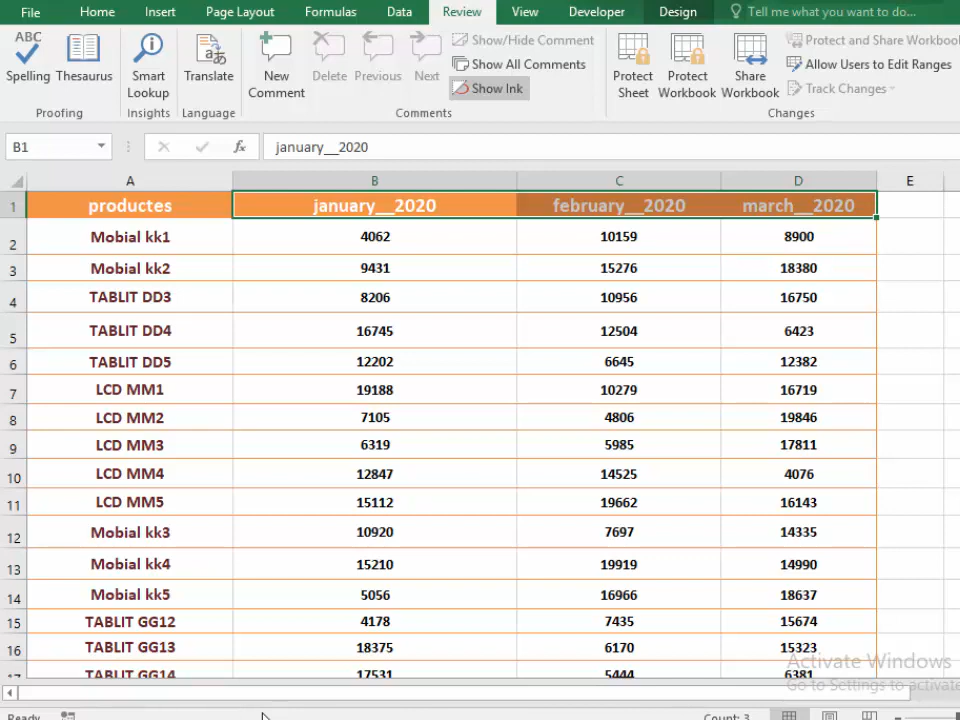 File Home Insert Page Layout Formulas Data Review View Developer Design Tell me what you want to do...
ABC Show/Hide Comment Protect and Share Workboo
Show All Comments Allow Users to Edit Ranges
Spelling Thesaurus Smart Lookup Translate New Comment Delete Previous Next Show Ink Protect Sheet Protect Workbook Share Workbook Track Changes
Proofing Insights Language Comments Changes
B1 fx january__2020
A B C D E
1 productes january__2020 february__2020 march__2020
2 Mobial kk1 4062 10159 8900
3 Mobial kk2 9431 15276 18380
4 TABLIT DD3 8206 10956 16750
5 TABLIT DD4 16745 12504 6423
6 TABLIT DD5 12202 6645 12382
7 LCD MM1 19188 10279 16719
8 LCD MM2 7105 4806 19846
9 LCD MM3 6319 5985 17811
10 LCD MM4 12847 14525 4076
11 LCD MM5 15112 19662 16143
12 Mobial kk3 10920 7697 14335
13 Mobial kk4 15210 19919 14990
14 Mobial kk5 5056 16966 18637
15 TABLIT GG12 4178 7435 15674
16 TABLIT GG13 18375 6170 15323
17 TABLIT GG14 17531 5444 6381
Activate Windows
Go to Settings to activate
Ready Count: 3